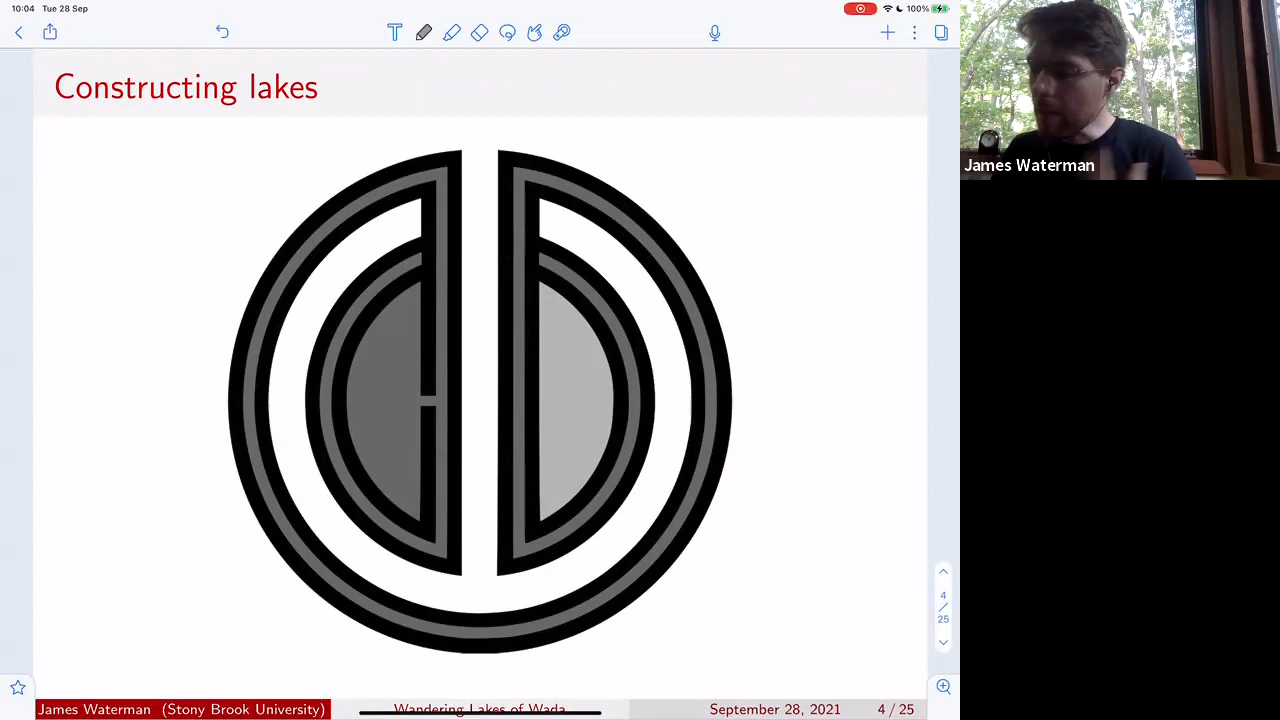 10:04 Tue 28 Sep
100%
Constructing lakes
James Waterman
4
/
25
James Waterman (Stony Brook University)
Wandering Lakes of Wada
September 28, 2021
4 / 25